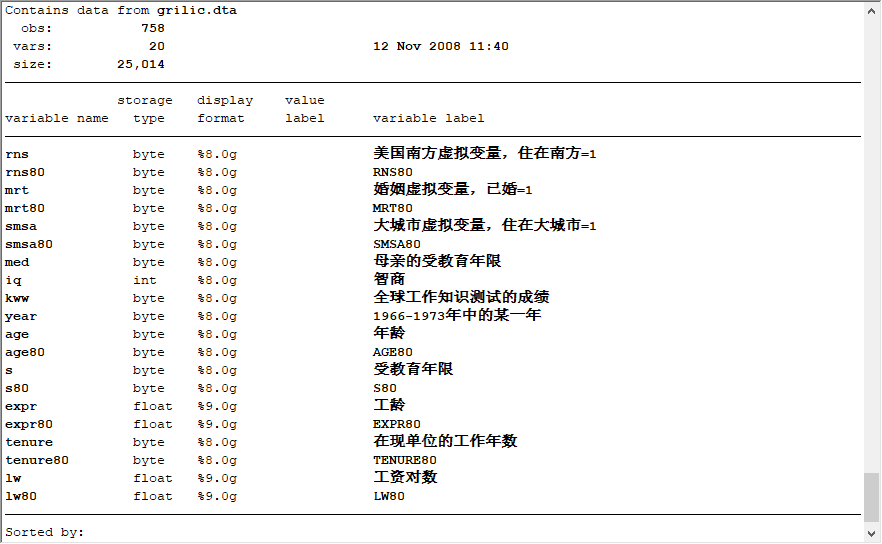 Contains data from grilic.dta
obs: 758
vars: 20 12 Nov 2008 11:40
size: 25,014
storage display value
variable name type format label variable label
rns byte %8.0g 美国南方虚拟变量，住在南方=1
rns80 byte %8.0g RNS80
mrt byte %8.0g 婚姻虚拟变量，已婚=1
mrt80 byte %8.0g MRT80
smsa byte %8.0g 大城市虚拟变量，住在大城市=1
smsa80 byte %8.0g SMSA80
med byte %8.0g 母亲的受教育年限
iq int %8.0g 智商
kww byte %8.0g 全球工作知识测试的成绩
year byte %8.0g 1966-1973年中的某一年
age byte %8.0g 年龄
age80 byte %8.0g AGE80
s byte %8.0g 受教育年限
s80 byte %8.0g S80
expr float %9.0g 工龄
expr80 float %9.0g EXPR80
tenure byte %8.0g 在现单位的工作年数
tenure80 byte %8.0g TENURE80
lw float %9.0g 工资对数
lw80 float %9.0g LW80
Sorted by: